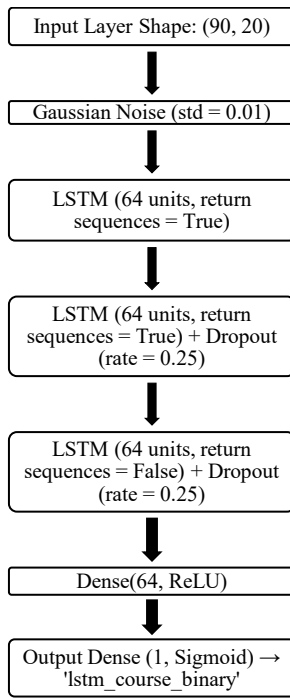 Input Layer Shape: (90, 20)
Gaussian Noise (std = 0.01)
LSTM (64 units, return
sequences = True)
LSTM (64 units, return
sequences = True) + Dropout
(rate = 0.25)
LSTM (64 units, return
sequences = False) + Dropout
(rate = 0.25)
Dense(64, ReLU)
Output Dense (1, Sigmoid) →
'lstm_course_binary'